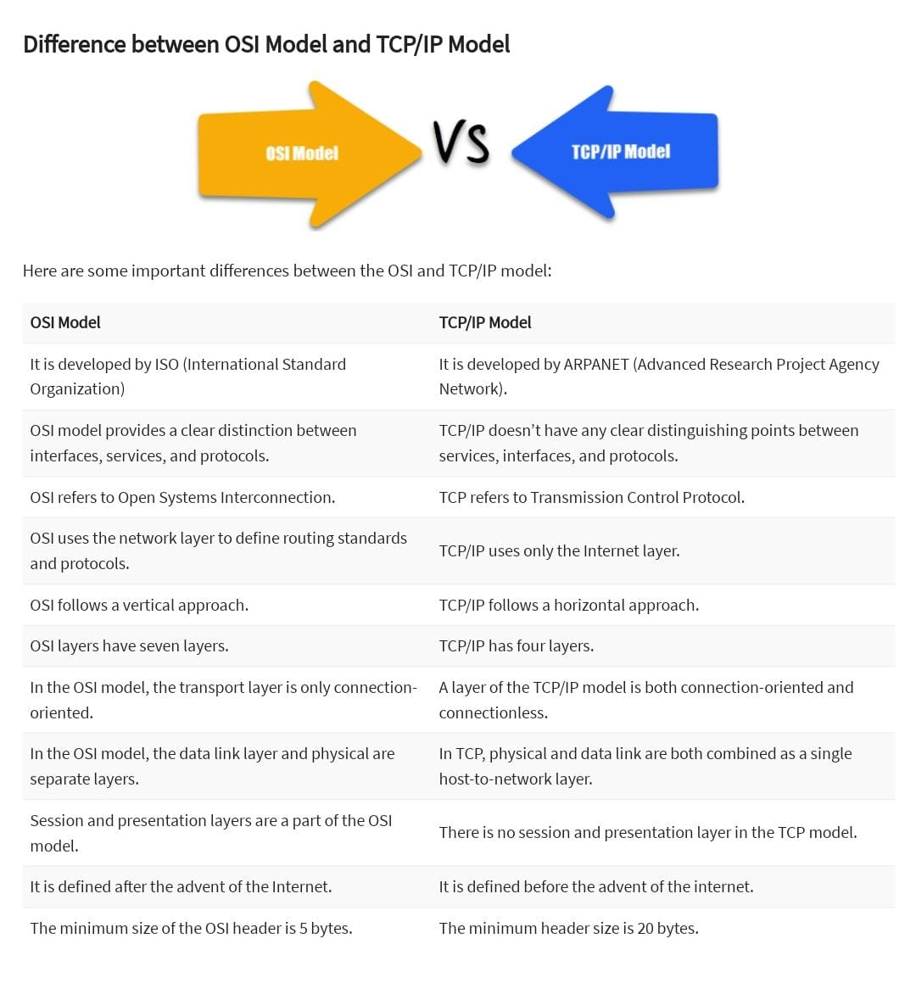 Difference between OSI Model and TCP/IP Model
OSI Model
VS
TCP/IP Model
Here are some important differences between the OSI and TCP/IP model:
OSI Model
TCP/IP Model
It is developed by ISO (International Standard
Organization)
It is developed by ARPANET (Advanced Research Project Agency
Network).
OSI model provides a clear distinction between
interfaces, services, and protocols.
TCP/IP doesn’t have any clear distinguishing points between
services, interfaces, and protocols.
OSI refers to Open Systems Interconnection.
TCP refers to Transmission Control Protocol.
OSI uses the network layer to define routing standards
and protocols.
TCP/IP uses only the Internet layer.
OSI follows a vertical approach.
TCP/IP follows a horizontal approach.
OSI layers have seven layers.
TCP/IP has four layers.
In the OSI model, the transport layer is only connection-
oriented.
A layer of the TCP/IP model is both connection-oriented and
connectionless.
In the OSI model, the data link layer and physical are
separate layers.
In TCP, physical and data link are both combined as a single
host-to-network layer.
Session and presentation layers are a part of the OSI
model.
There is no session and presentation layer in the TCP model.
It is defined after the advent of the Internet.
It is defined before the advent of the internet.
The minimum size of the OSI header is 5 bytes.
The minimum header size is 20 bytes.